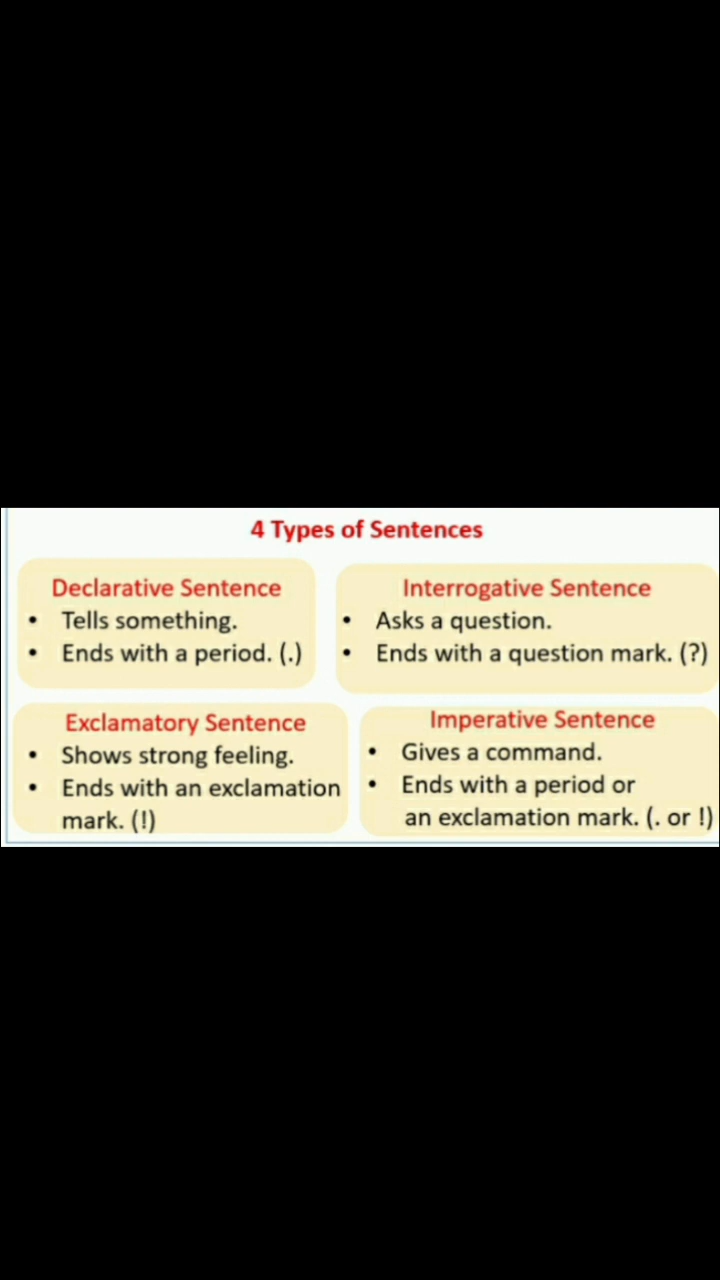 4 Types of Sentences
Declarative Sentence
• Tells something.
• Ends with a period. (.)
Interrogative Sentence
• Asks a question.
• Ends with a question mark. (?)
Exclamatory Sentence
• Shows strong feeling.
• Ends with an exclamation
mark. (!)
Imperative Sentence
• Gives a command.
• Ends with a period or
an exclamation mark. (. or !)